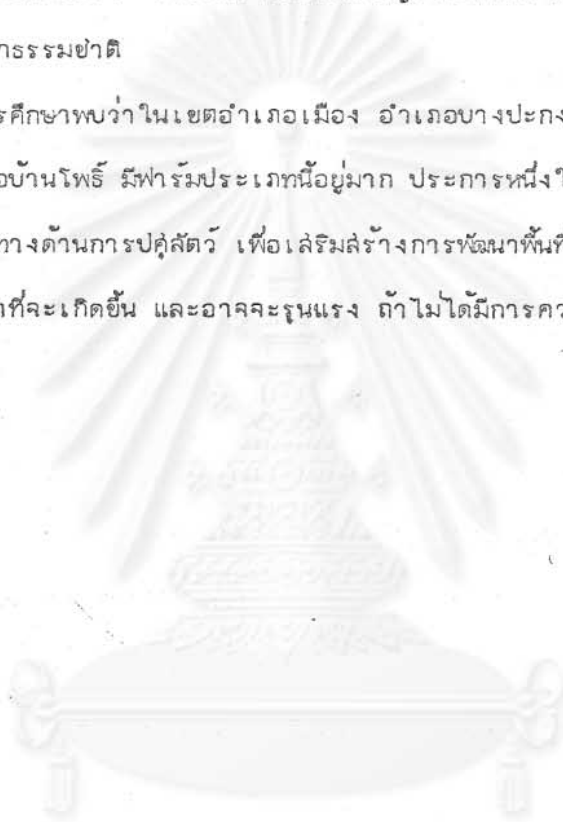 ธรรมชาติ
ศึกษาพบว่าในเขตอำเภอเมือง อำเภอบางปะกง
บ้านโพธิ์ มีฟาร์มประเภทนี้อยู่มาก ประการหนึ่ง
ทางด้านการปศุสัตว์ เพื่อเสริมสร้างการพัฒนาพื้นที่
ที่จะเกิดขึ้น และอาจจะรุนแรง ถ้าไม่ได้มีการ